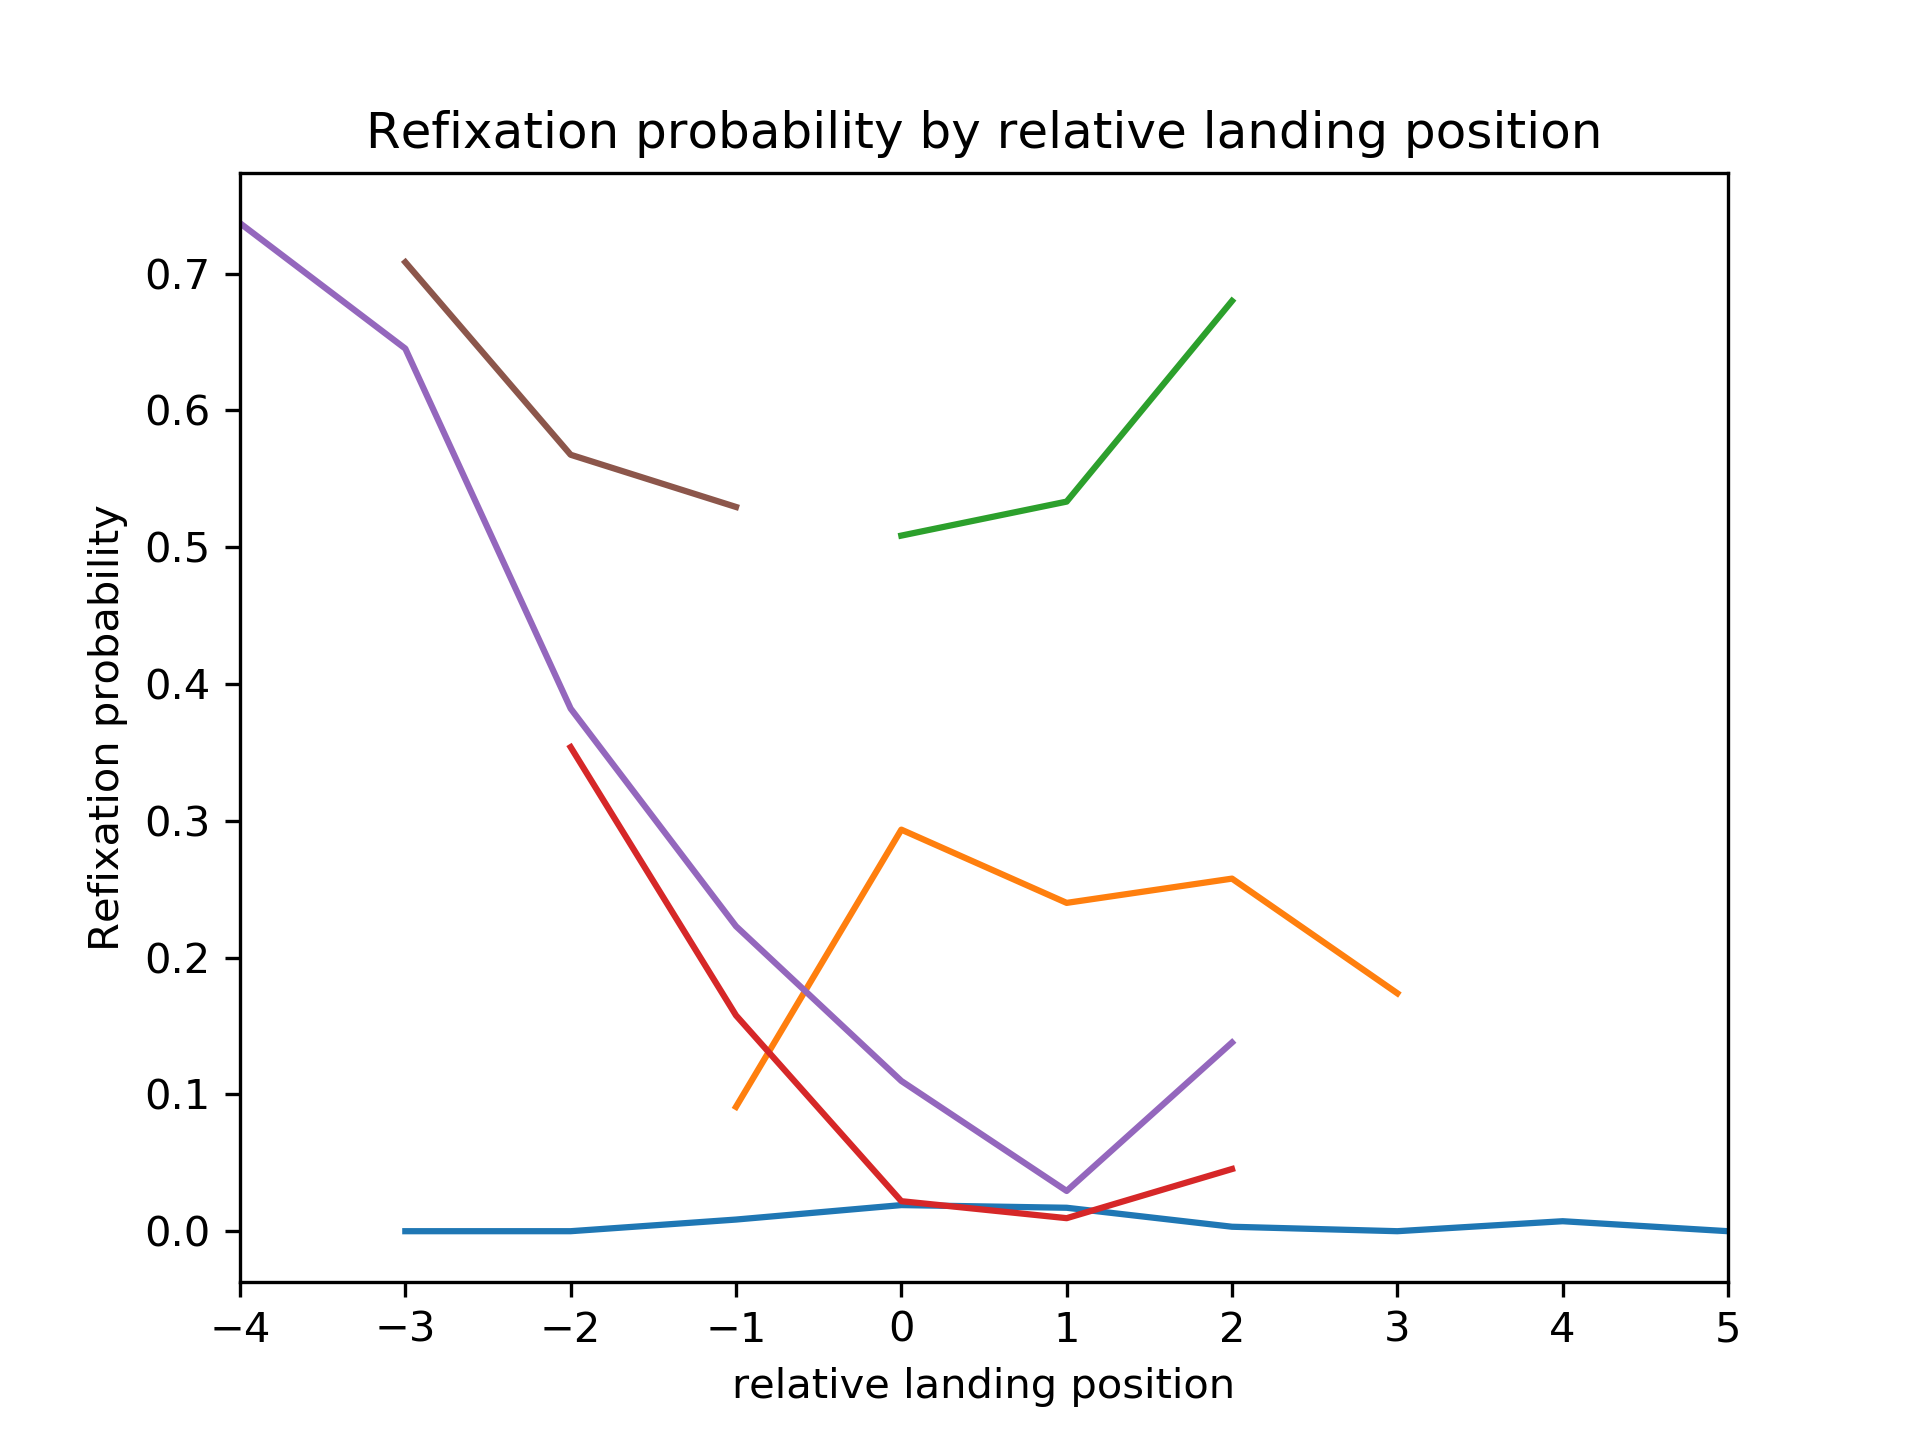 Refixation probability by relative landing position
Refixation probability
0.7
0.6
0.5
0.4
0.3
0.2
0.1
0.0
−4 −3 −2 −1 0 1 2 3 4 5
relative landing position